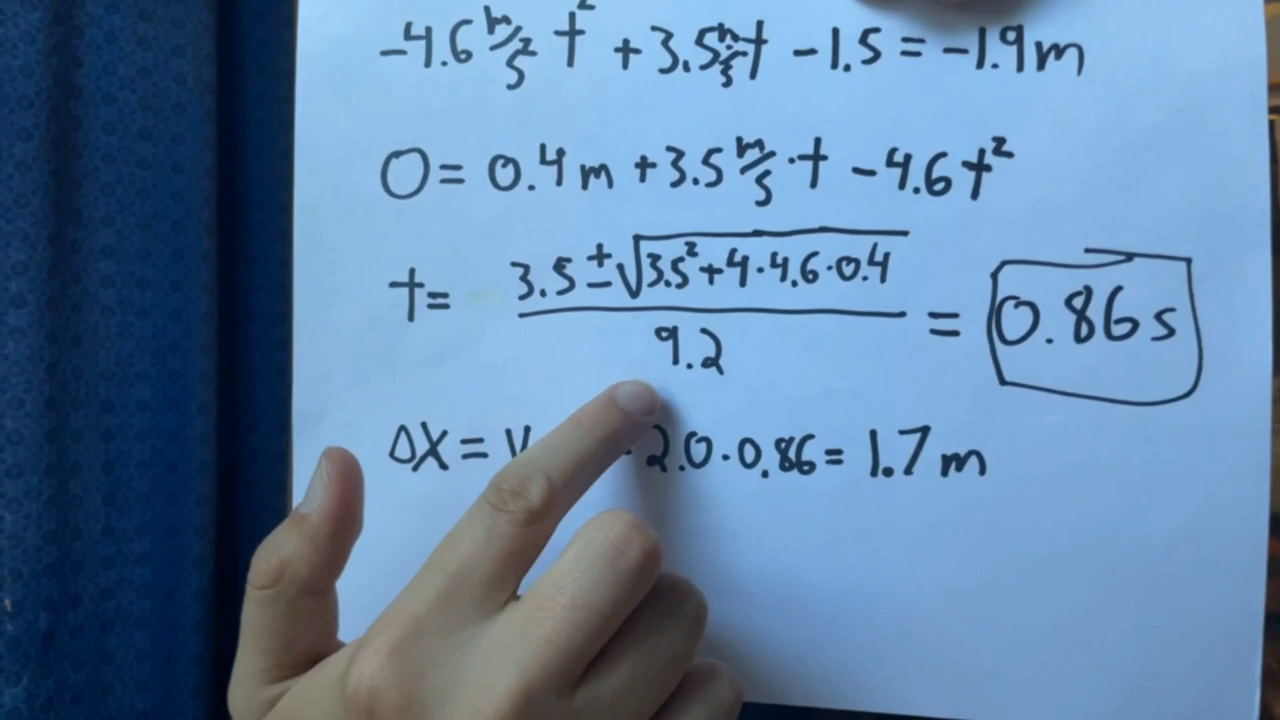 -4.6 m/s² t² + 3.5 m/s t - 1.5 = -1.9m
0 = 0.4m + 3.5 m/s · t - 4.6t²
t = (3.5 ± √(3.5² + 4·4.6·0.4)) / 9.2 = 0.86s
ΔX = 2.0 · 0.86 = 1.7m